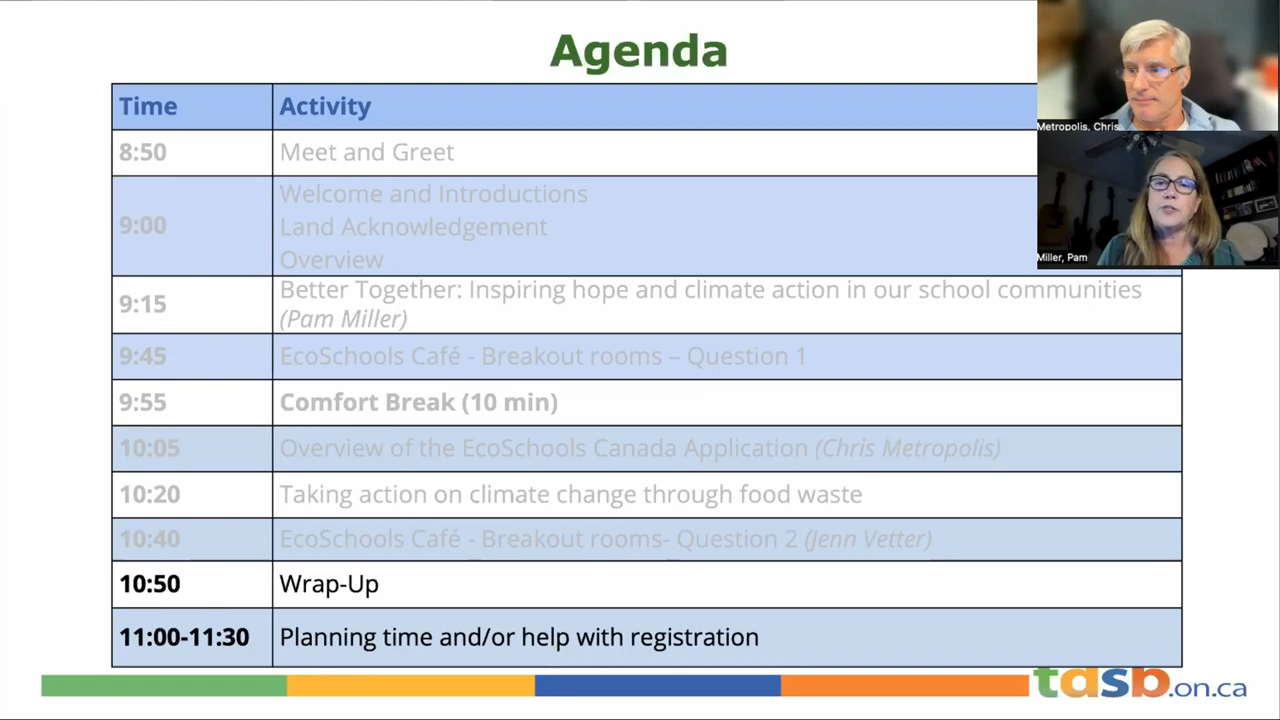 Agenda
Time Activity
8:50 Meet and Greet
9:00 Welcome and Introductions
Land Acknowledgement
Overview
9:15 Better Together: Inspiring hope and climate action in our school communities
(Pam Miller)
9:45 EcoSchools Café - Breakout rooms – Question 1
9:55 Comfort Break (10 min)
10:05 Overview of the EcoSchools Canada Application (Chris Metropolis)
10:20 Taking action on climate change through food waste
10:40 EcoSchools Café - Breakout rooms- Question 2 (Jenn Vetter)
10:50 Wrap-Up
11:00-11:30 Planning time and/or help with registration
Metropolis, Chris
Miller, Pam
tdsb.on.ca